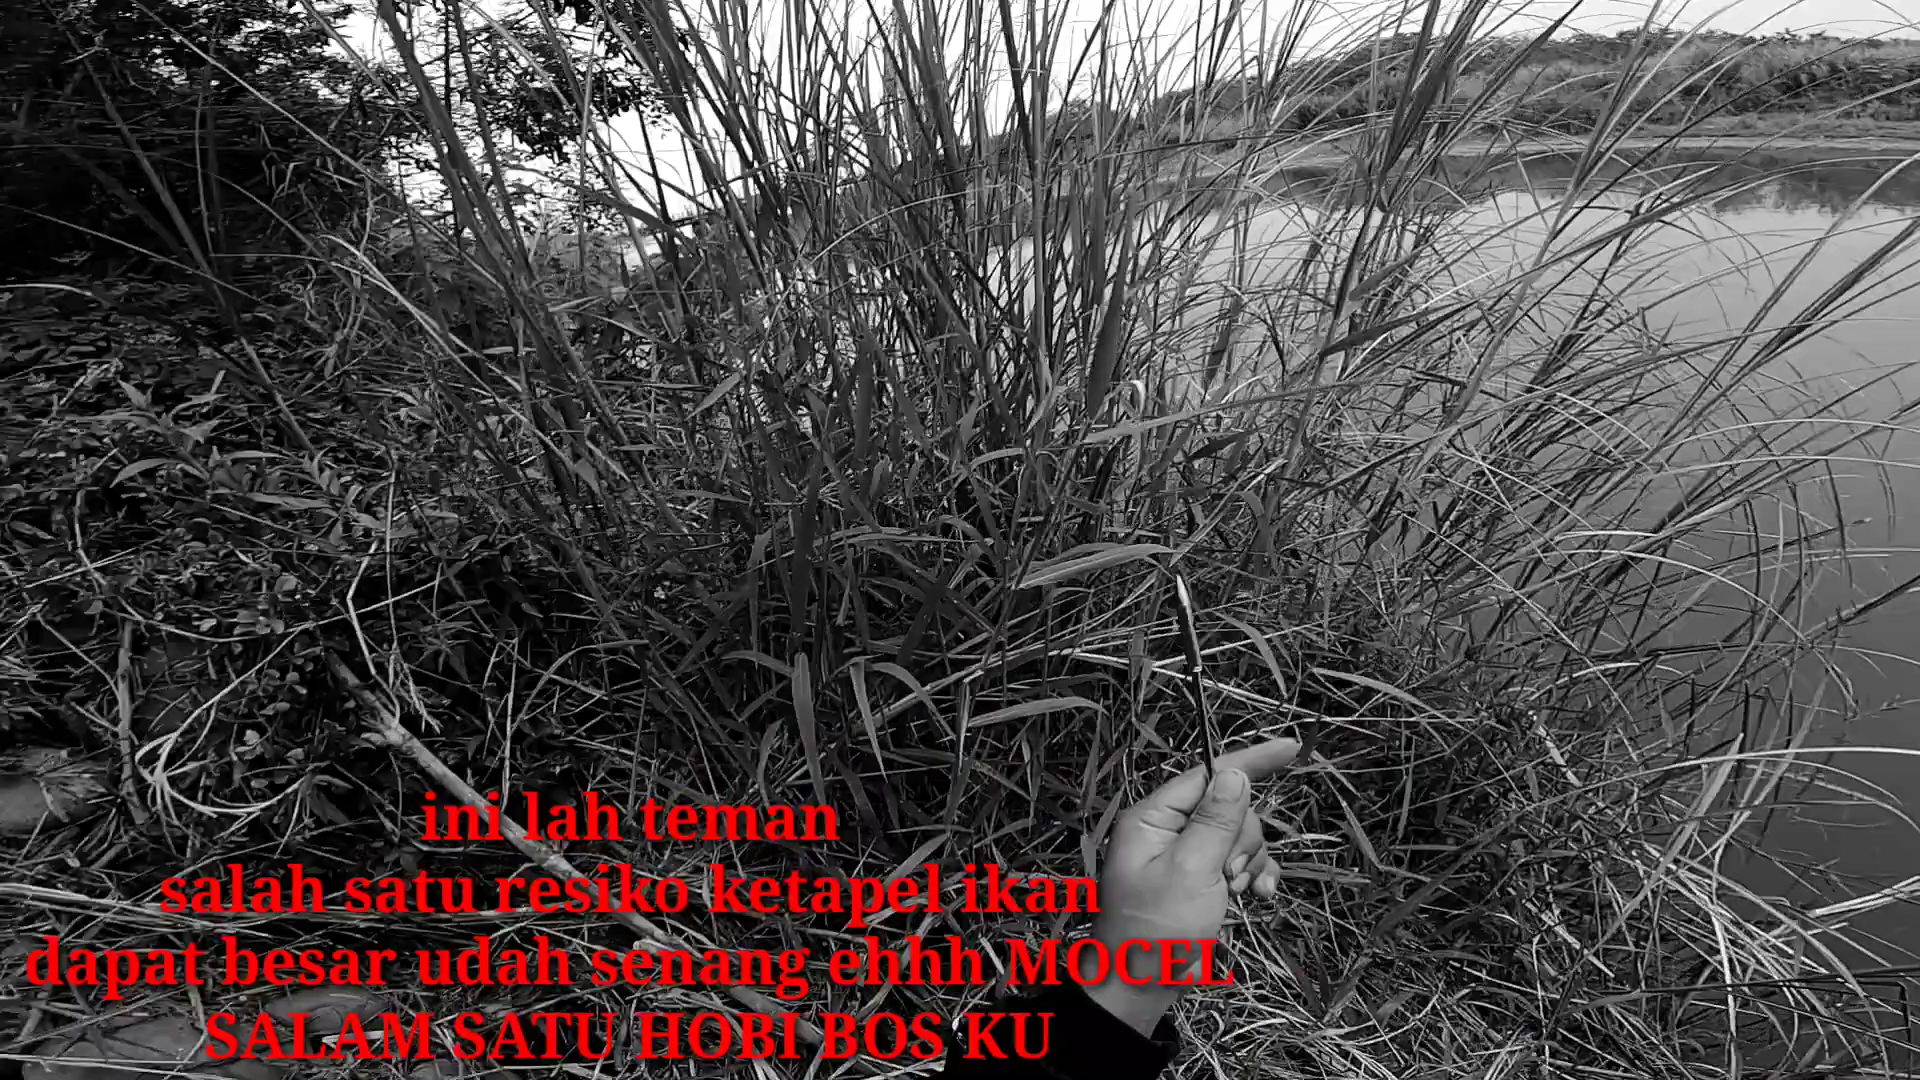 ini lah teman
salah satu resiko ketapel ikan
dapat besar udah senang ehhh MOCEL
SALAM SATU HOBI BOS KU